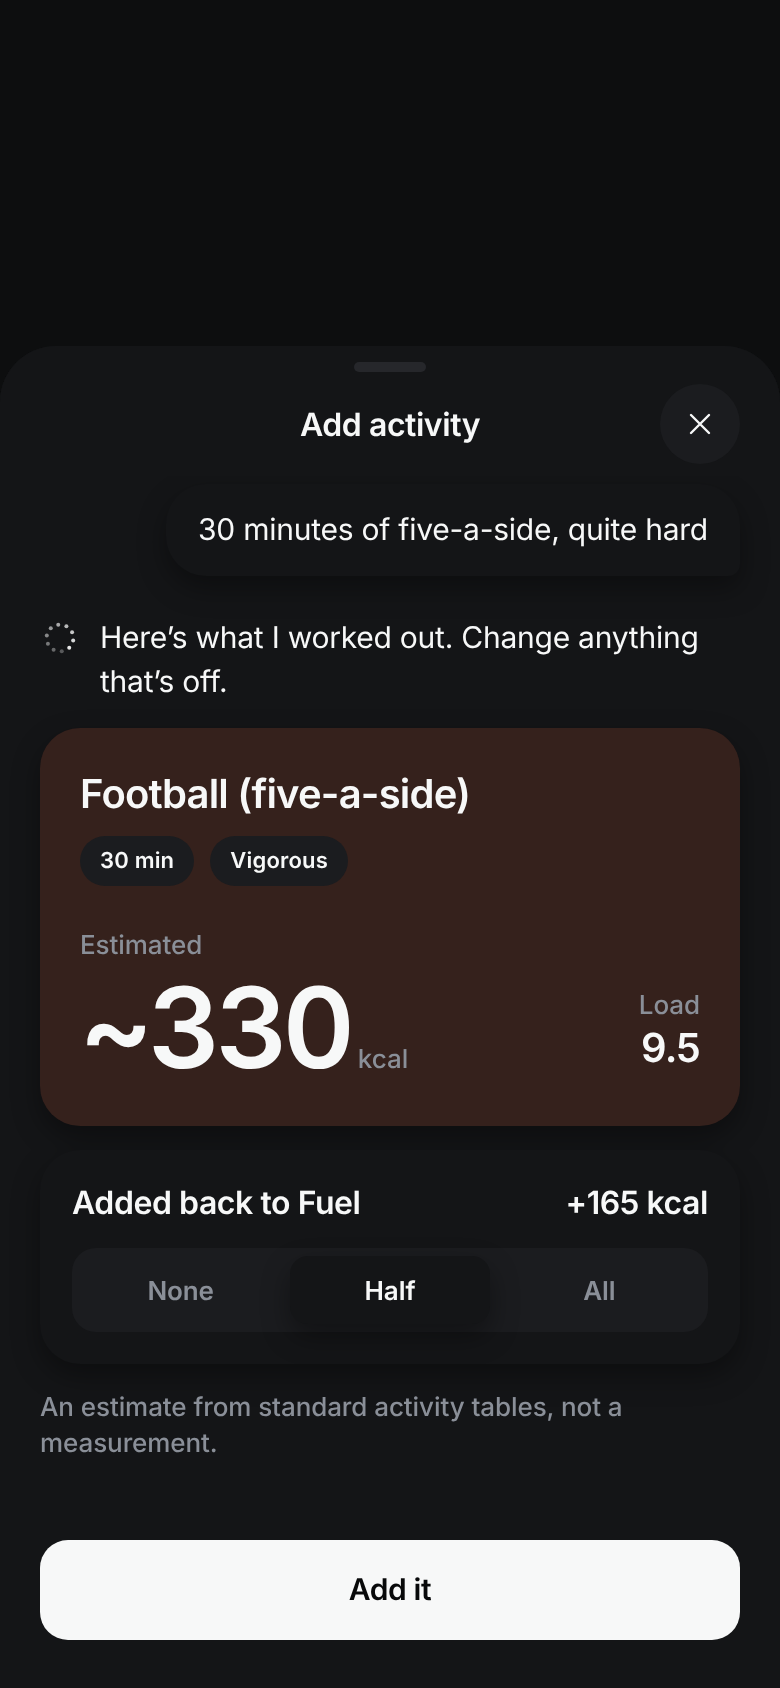 Add activity
30 minutes of five-a-side, quite hard
Here’s what I worked out. Change anything
that’s off.
Football (five-a-side)
30 min
Vigorous
Estimated
~330 kcal
Load
9.5
Added back to Fuel
+165 kcal
None
Half
All
An estimate from standard activity tables, not a
measurement.
Add it